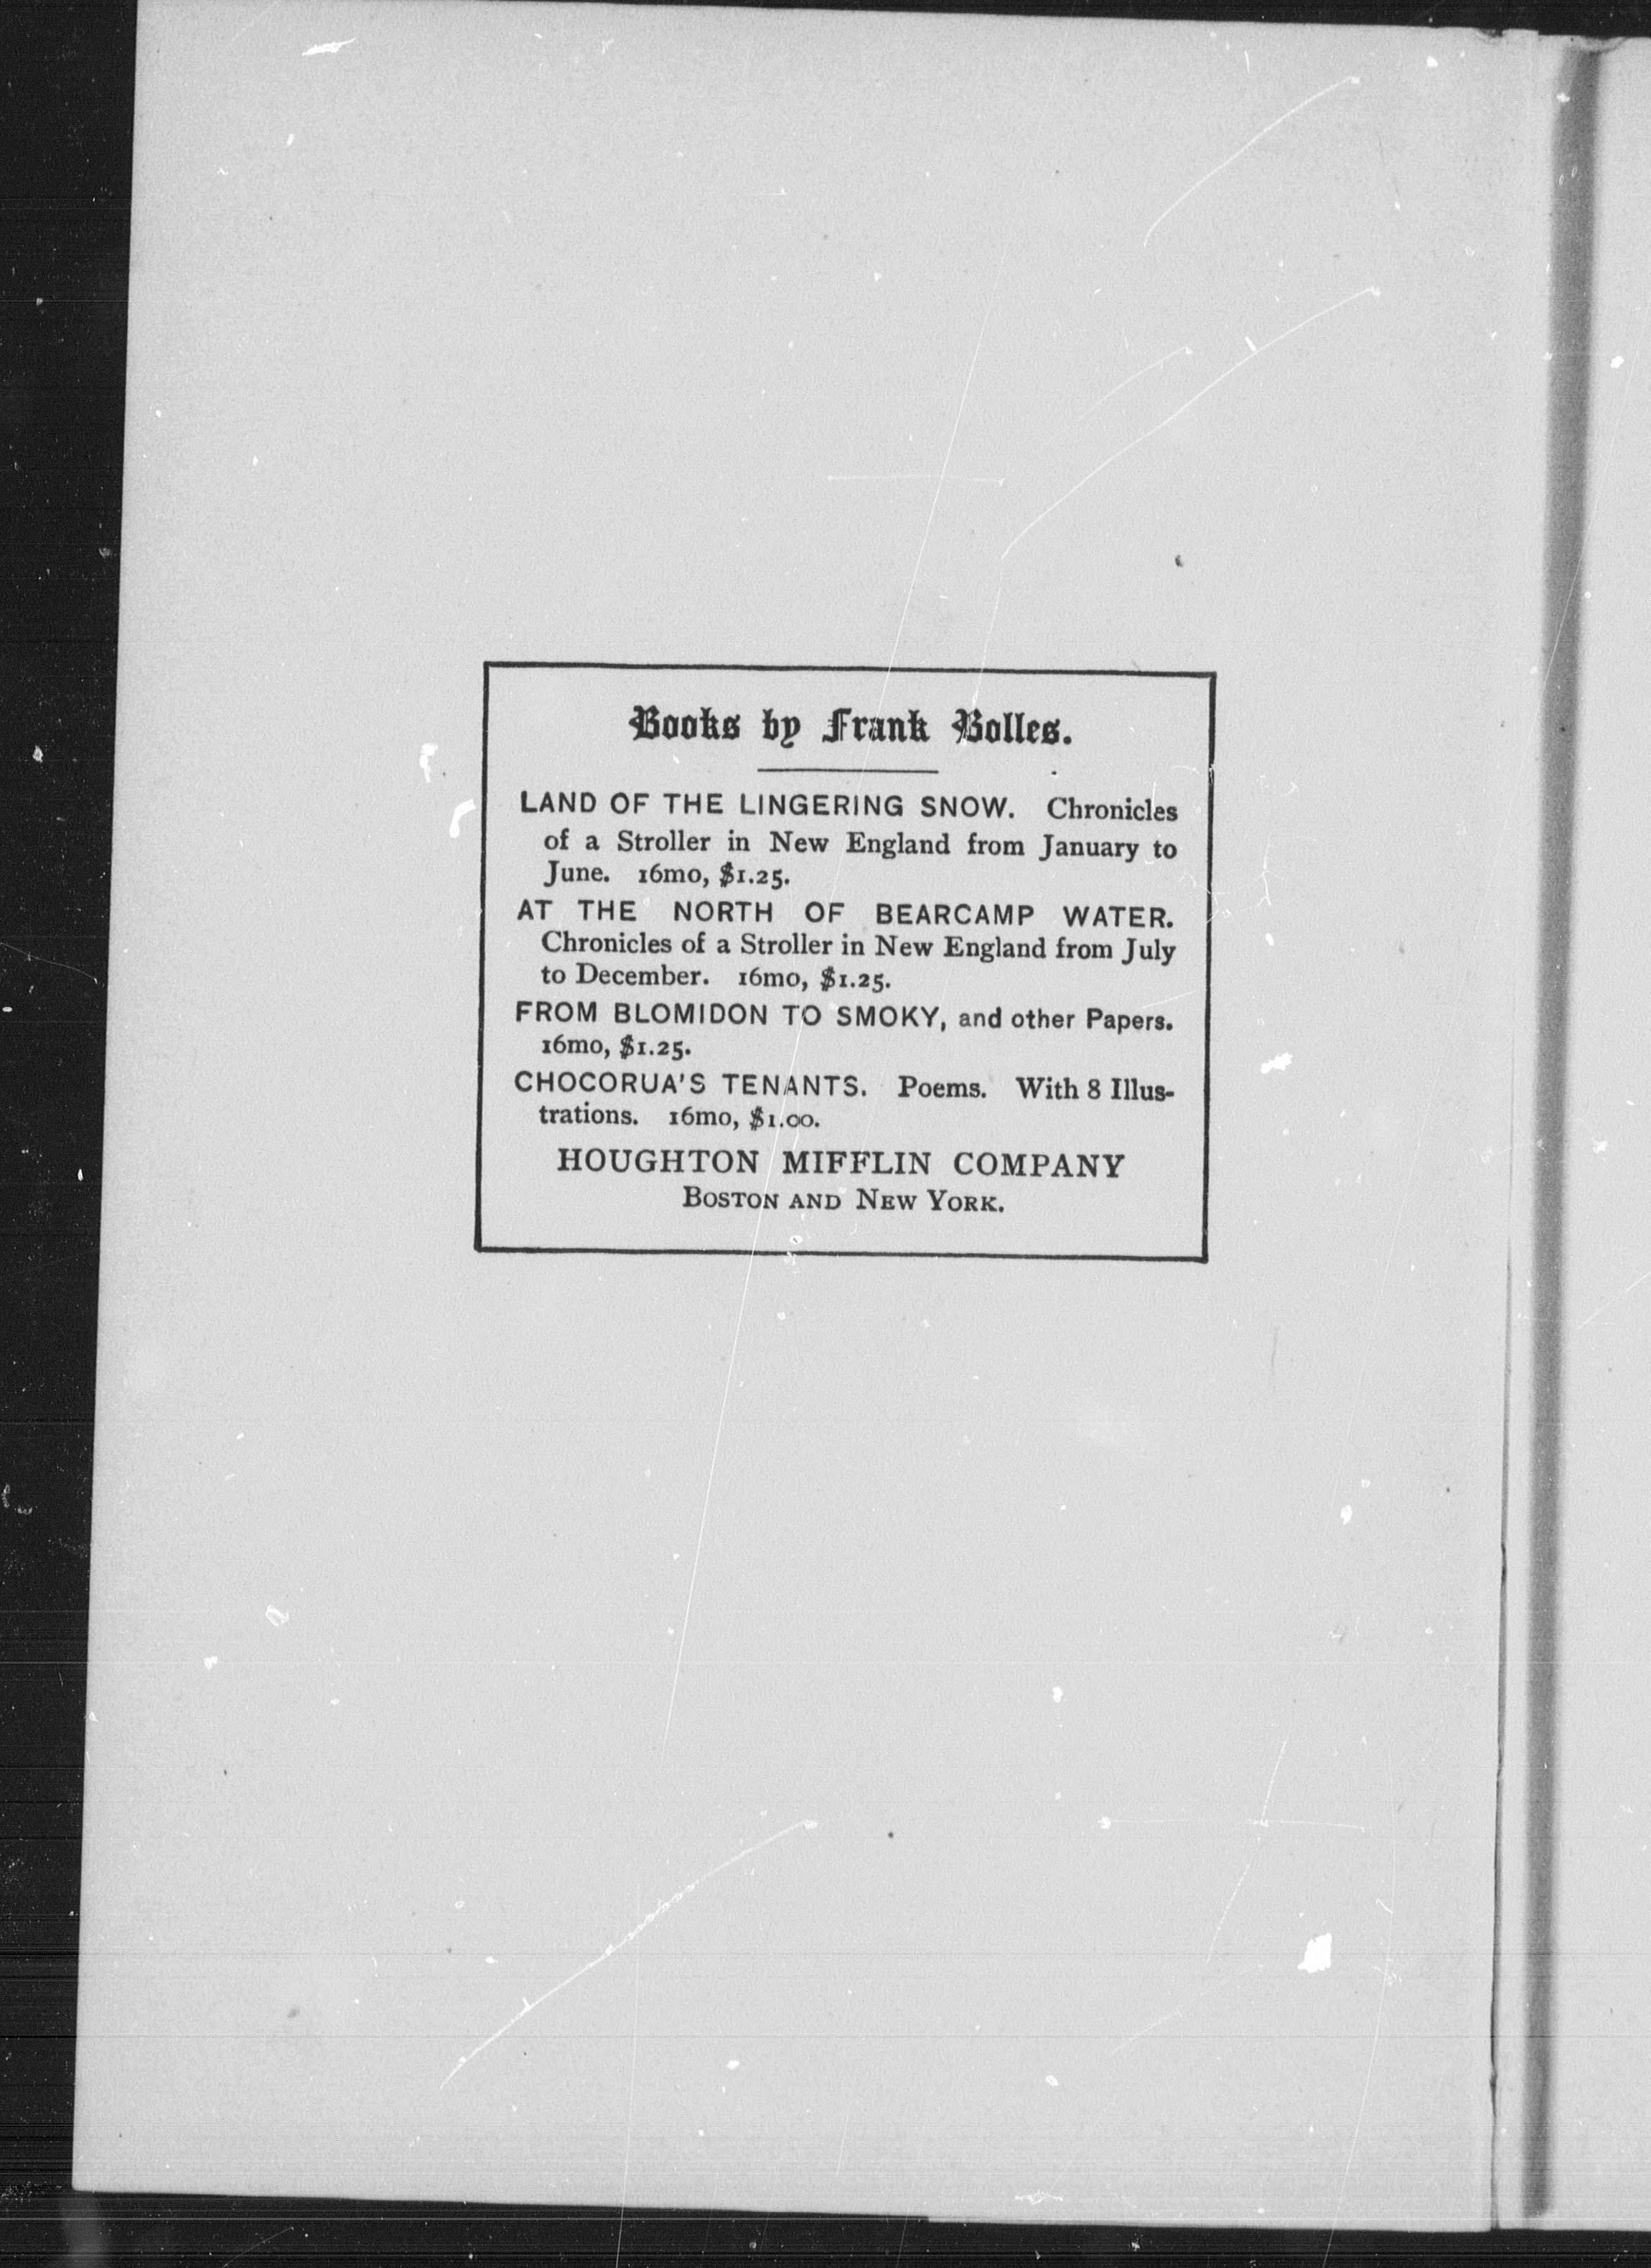 Books by Frank Bolles.
LAND OF THE LINGERING SNOW. Chronicles
of a Stroller in New England from January to
June. 16mo, $1.25.
AT THE NORTH OF BEARCAMP WATER.
Chronicles of a Stroller in New England from July
to December. 16mo, $1.25.
FROM BLOMIDON TO SMOKY, and other Papers.
16mo, $1.25.
CHOCORUA'S TENANTS. Poems. With 8 Illus-
trations. 16mo, $1.00.
HOUGHTON MIFFLIN COMPANY
BOSTON AND NEW YORK.